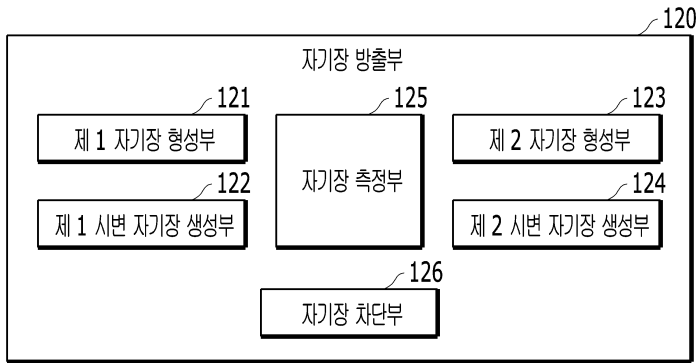 120
자기장 방출부
121
제 1 자기장 형성부
125
자기장 측정부
123
제 2 자기장 형성부
122
제 1 시변 자기장 생성부
124
제 2 시변 자기장 생성부
126
자기장 차단부